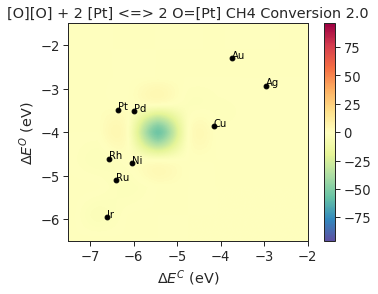 [O][O] + 2 [Pt] <=> 2 O=[Pt] CH4 Conversion 2.0
−2
−3
−4
−5
−6
ΔE^O (eV)
Au
Ag
Pt
Pd
Cu
Rh
Ni
Ru
Ir
−7
−6
−5
−4
−3
−2
ΔE^C (eV)
75
50
25
0
−25
−50
−75